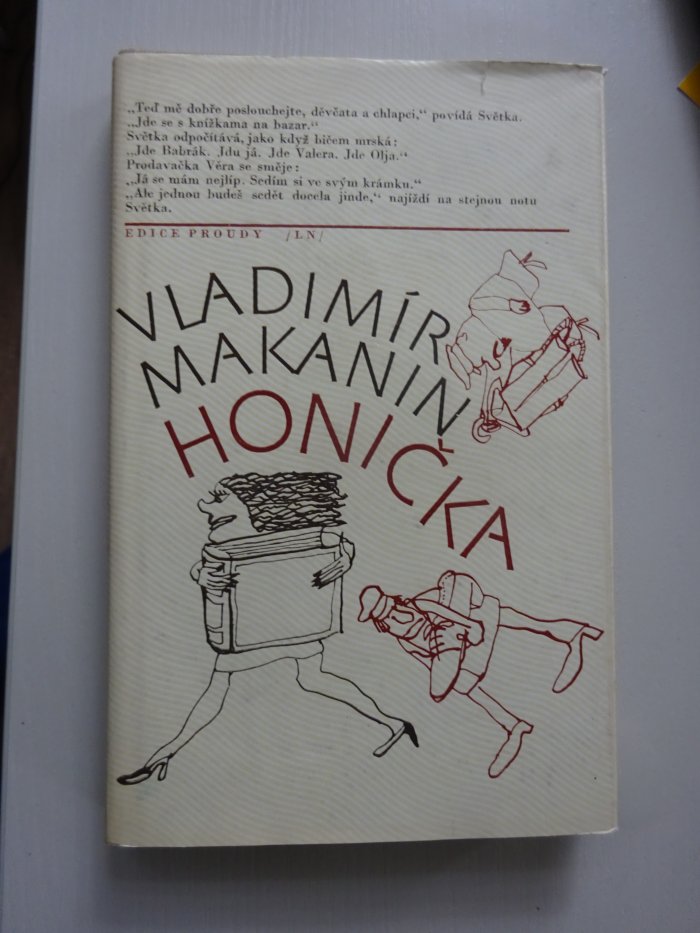 „Teď mě dobře poslouchejte, děvčata a chlapci,“ povídá Světka.
„Jde se s knížkama na bazar.“
Světka odpočítává, jako když bičem mrská:
„Jde Babrák. Jdu já. Jde Valera. Jde Olja.“
Prodavačka Věra se směje:
„Já se mám nejlíp. Sedím si ve svým krámku.“
„Ale jednou budeš sedět docela jinde,“ najíždí na stejnou notu
Světka.
EDICE PROUDY /LN/
VLADIMÍR
MAKANIN
HONIČKA